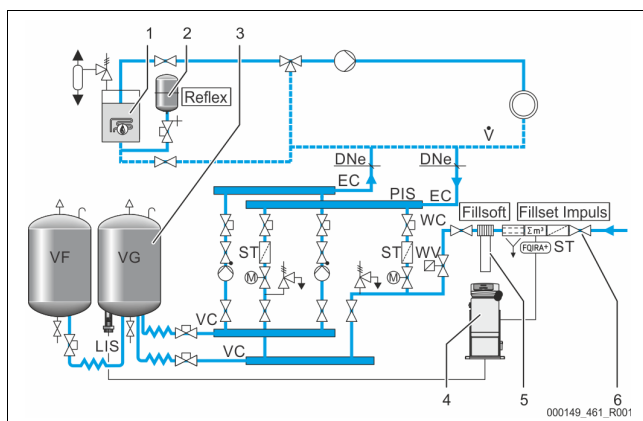 1
2
3
Reflex
V̇
DNe
DNe
EC
PIS
EC
WC
Fillsoft
Fillset Impuls
VF
VG
ST
ST
WV
Σm³
FQIRA+
ST
M
M
LIS
VC
VC
4
5
6
000149_461_R001